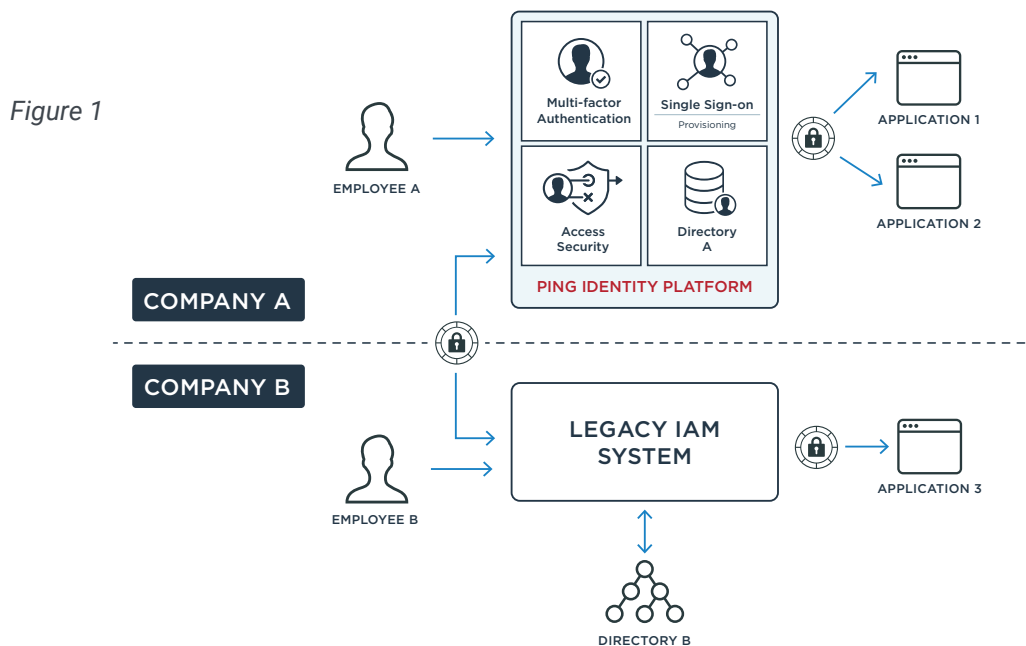 Figure 1
EMPLOYEE A
Multi-factor
Authentication
Single Sign-on
Provisioning
Access
Security
Directory
A
PING IDENTITY PLATFORM
APPLICATION 1
APPLICATION 2
COMPANY A
COMPANY B
EMPLOYEE B
LEGACY IAM
SYSTEM
APPLICATION 3
DIRECTORY B